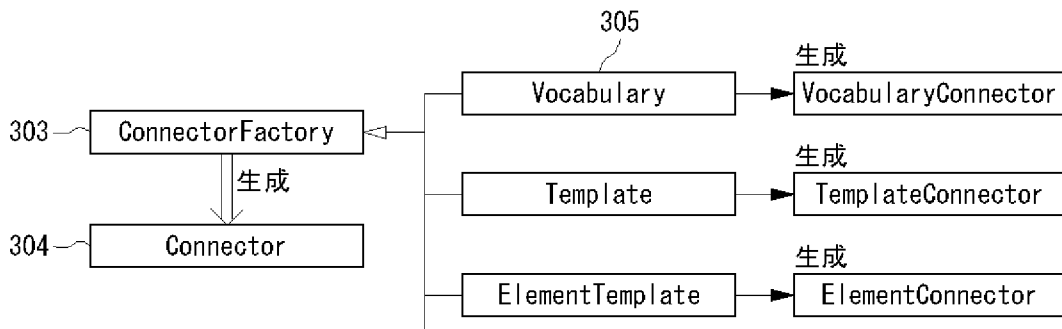 305
生成
Vocabulary
VocabularyConnector
303
ConnectorFactory
生成
生成
Template
TemplateConnector
304
Connector
生成
ElementTemplate
ElementConnector